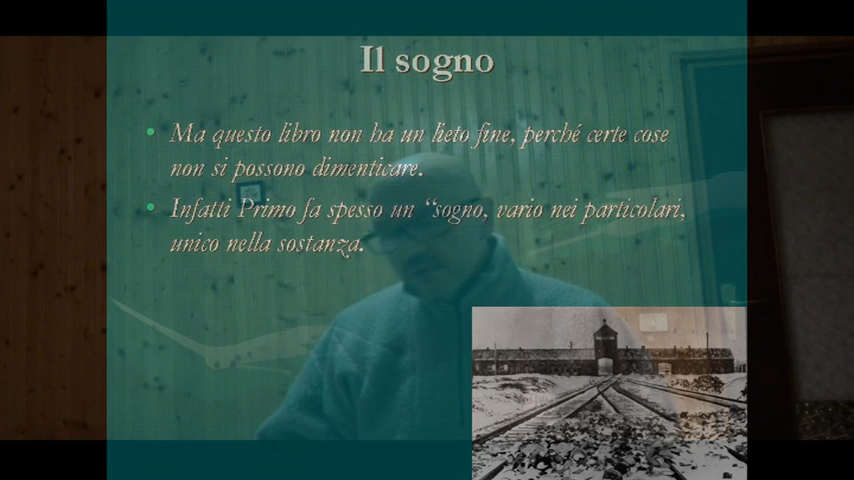 Il sogno
Ma questo libro non ha un lieto fine, perché certe cose
non si possono dimenticare.
Infatti Primo fa spesso un “sogno, vario nei particolari,
unico nella sostanza.